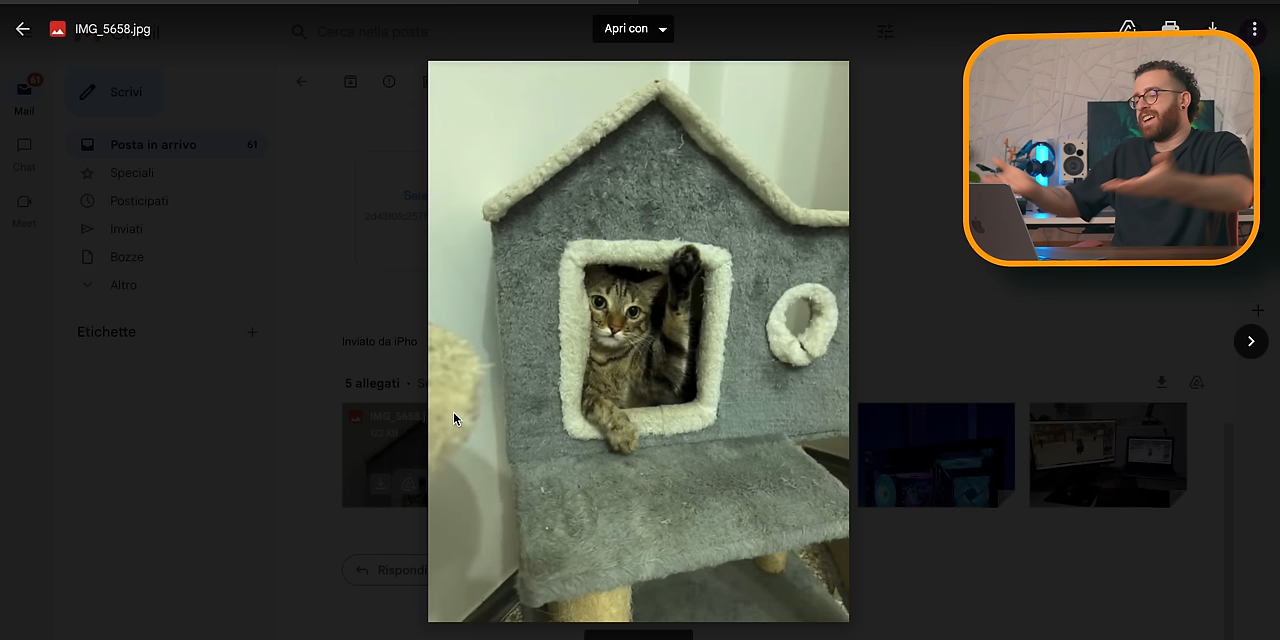 IMG_5658.jpg
Apri con
Cerca nella posta
61
Mail
Chat
Meet
Scrivi
Posta in arrivo 61
Speciali
Posticipati
Inviati
Bozze
Altro
Etichette
Inviato da iPho
5 allegati
IMG_5658.j
Rispondi